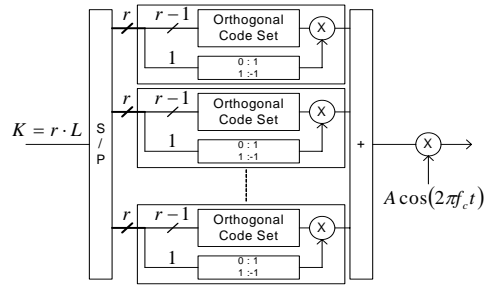 r
r−1
Orthogonal
Code Set
X
1
0 : 1
1 :-1
r
r−1
Orthogonal
Code Set
X
1
0 : 1
1 :-1
K = r · L
S
/
P
+
X
A cos(2πf_c t)
r
r−1
Orthogonal
Code Set
X
1
0 : 1
1 :-1